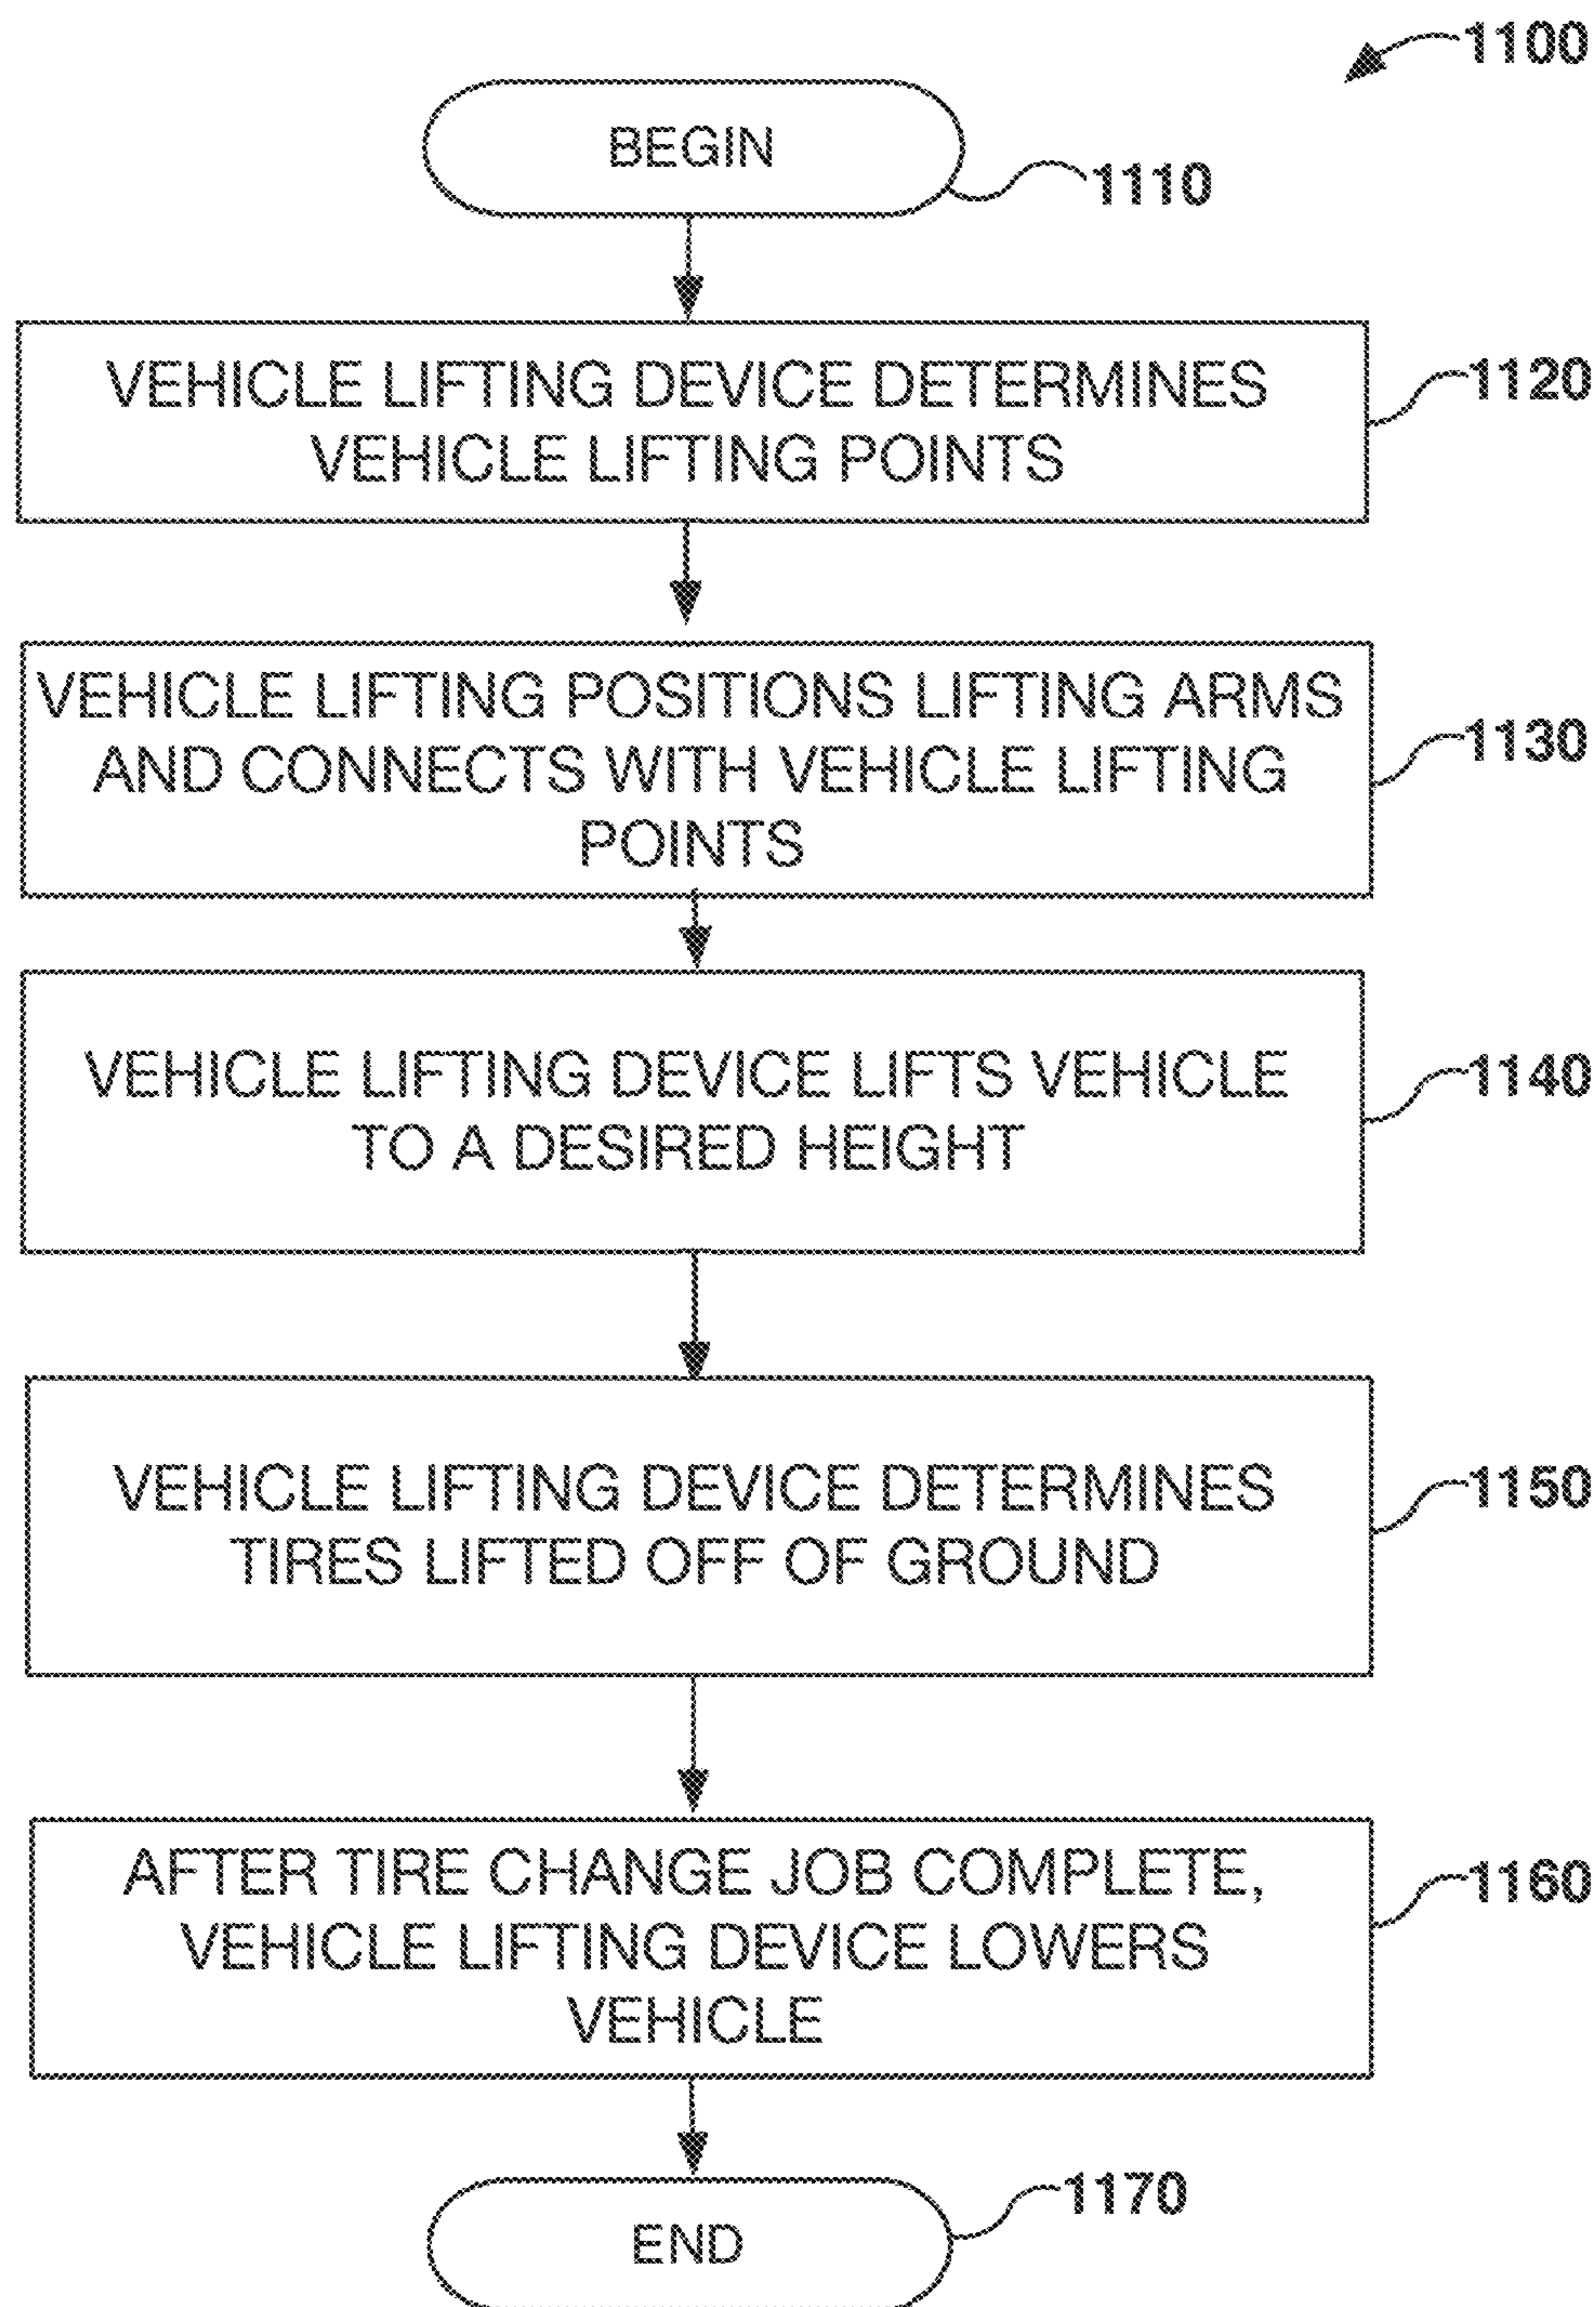 1100
BEGIN
1110
VEHICLE LIFTING DEVICE DETERMINES
VEHICLE LIFTING POINTS
1120
VEHICLE LIFTING POSITIONS LIFTING ARMS
AND CONNECTS WITH VEHICLE LIFTING
POINTS
1130
VEHICLE LIFTING DEVICE LIFTS VEHICLE
TO A DESIRED HEIGHT
1140
VEHICLE LIFTING DEVICE DETERMINES
TIRES LIFTED OFF OF GROUND
1150
AFTER TIRE CHANGE JOB COMPLETE,
VEHICLE LIFTING DEVICE LOWERS
VEHICLE
1160
END
1170